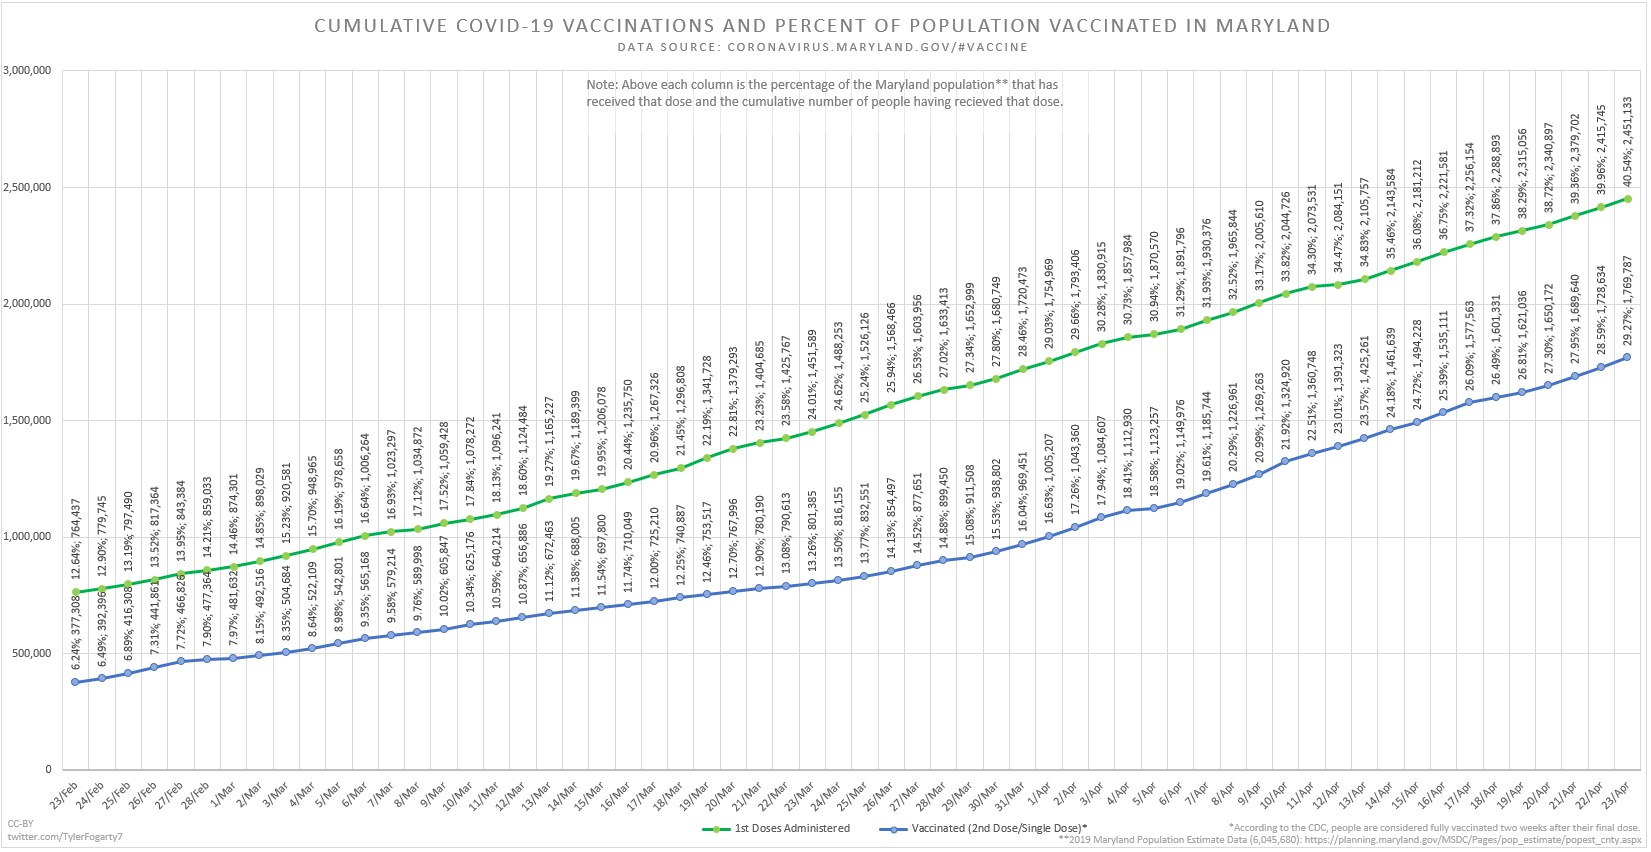 CUMULATIVE COVID-19 VACCINATIONS AND PERCENT OF POPULATION VACCINATED IN MARYLAND
DATA SOURCE: CORONAVIRUS.MARYLAND.GOV/#VACCINE
Note: Above each column is the percentage of the Maryland population** that has
received that dose and the cumulative number of people having recieved that dose.
3,000,000
2,500,000
2,000,000
1,500,000
1,000,000
500,000
0
12.64%; 764,437
12.90%; 779,745
13.19%; 797,490
13.52%; 817,364
13.95%; 843,384
14.21%; 859,033
14.46%; 874,301
14.85%; 898,029
15.23%; 920,581
15.70%; 948,965
16.19%; 978,658
16.64%; 1,006,264
16.93%; 1,023,297
17.12%; 1,034,872
17.52%; 1,059,428
17.84%; 1,078,272
18.13%; 1,096,241
18.60%; 1,124,484
19.27%; 1,165,227
19.67%; 1,189,399
19.95%; 1,206,078
20.44%; 1,235,750
20.96%; 1,267,326
21.45%; 1,296,808
22.19%; 1,341,728
22.81%; 1,379,293
23.23%; 1,404,685
23.58%; 1,425,767
24.01%; 1,451,589
24.62%; 1,488,253
25.24%; 1,526,126
25.94%; 1,568,466
26.53%; 1,603,956
27.02%; 1,633,413
27.34%; 1,652,999
27.80%; 1,680,749
28.46%; 1,720,473
29.03%; 1,754,969
29.66%; 1,793,406
30.28%; 1,830,915
30.73%; 1,857,984
30.94%; 1,870,570
31.29%; 1,891,796
31.93%; 1,930,376
32.52%; 1,965,844
33.17%; 2,005,610
33.82%; 2,044,726
34.30%; 2,073,531
34.47%; 2,084,151
34.83%; 2,105,757
35.46%; 2,143,584
36.08%; 2,181,212
36.75%; 2,221,581
37.32%; 2,256,154
37.86%; 2,288,893
38.29%; 2,315,056
38.72%; 2,340,897
39.36%; 2,379,702
39.96%; 2,415,745
40.54%; 2,451,133
6.24%; 377,308
6.49%; 392,396
6.89%; 416,308
7.31%; 441,861
7.72%; 466,826
7.90%; 477,364
7.97%; 481,632
8.15%; 492,516
8.35%; 504,684
8.64%; 522,109
8.98%; 542,801
9.35%; 565,168
9.58%; 579,214
9.76%; 589,998
10.02%; 605,847
10.34%; 625,176
10.59%; 640,214
10.87%; 656,886
11.12%; 672,463
11.38%; 688,005
11.54%; 697,800
11.74%; 710,049
12.00%; 725,210
12.25%; 740,887
12.46%; 753,517
12.70%; 767,996
12.90%; 780,190
13.08%; 790,613
13.26%; 801,385
13.50%; 816,155
13.77%; 832,551
14.13%; 854,497
14.52%; 877,651
14.88%; 899,450
15.08%; 911,508
15.53%; 938,802
16.04%; 969,451
16.63%; 1,005,207
17.26%; 1,043,360
17.94%; 1,084,607
18.41%; 1,112,930
18.58%; 1,123,257
19.02%; 1,149,976
19.61%; 1,185,744
20.29%; 1,226,961
20.99%; 1,269,263
21.92%; 1,324,920
22.51%; 1,360,748
23.01%; 1,391,323
23.57%; 1,425,261
24.18%; 1,461,639
24.72%; 1,494,228
25.39%; 1,535,111
26.09%; 1,577,563
26.49%; 1,601,331
26.81%; 1,621,036
27.30%; 1,650,172
27.95%; 1,689,640
28.59%; 1,728,634
29.27%; 1,769,787
23/Feb
24/Feb
25/Feb
26/Feb
27/Feb
28/Feb
1/Mar
2/Mar
3/Mar
4/Mar
5/Mar
6/Mar
7/Mar
8/Mar
9/Mar
10/Mar
11/Mar
12/Mar
13/Mar
14/Mar
15/Mar
16/Mar
17/Mar
18/Mar
19/Mar
20/Mar
21/Mar
22/Mar
23/Mar
24/Mar
25/Mar
26/Mar
27/Mar
28/Mar
29/Mar
30/Mar
31/Mar
1/Apr
2/Apr
3/Apr
4/Apr
5/Apr
6/Apr
7/Apr
8/Apr
9/Apr
10/Apr
11/Apr
12/Apr
13/Apr
14/Apr
15/Apr
16/Apr
17/Apr
18/Apr
19/Apr
20/Apr
21/Apr
22/Apr
23/Apr
CC-BY
twitter.com/TylerFogarty7
1st Doses Administered
Vaccinated (2nd Dose/Single Dose)*
*According to the CDC, people are considered fully vaccinated two weeks after their final dose.
**2019 Maryland Population Estimate Data (6,045,680): https://planning.maryland.gov/MSDC/Pages/pop_estimate/popest_cnty.aspx